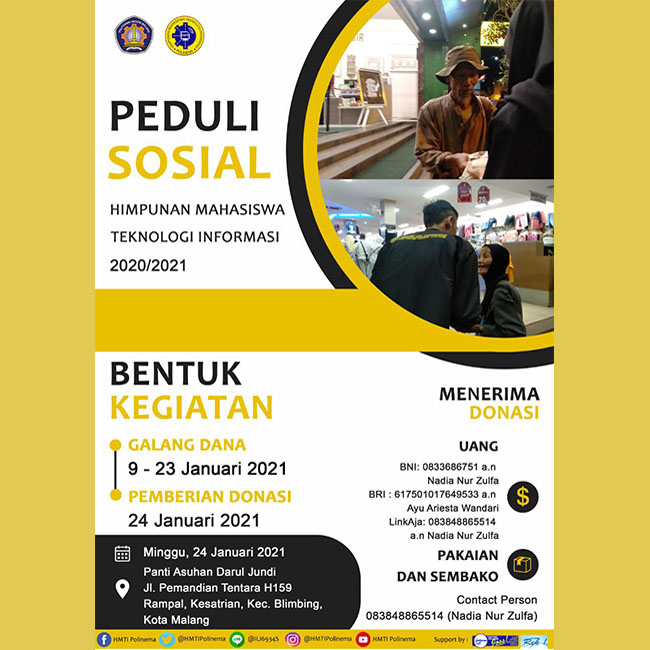 PEDULI
SOSIAL
HIMPUNAN MAHASISWA
TEKNOLOGI INFORMASI
2020/2021
BENTUK
KEGIATAN
GALANG DANA
9 - 23 Januari 2021
PEMBERIAN DONASI
24 Januari 2021
Minggu, 24 Januari 2021
Panti Asuhan Darul Jundi
Jl. Pemandian Tentara H159
Rampal, Kesatrian, Kec. Blimbing,
Kota Malang
MENERIMA
DONASI
UANG
BNI: 0833686751 a.n
Nadia Nur Zulfa
BRI : 617501017649533 a.n
Ayu Ariesta Wandari
LinkAja: 083848865514
a.n Nadia Nur Zulfa
$
PAKAIAN
DAN SEMBAKO
Contact Person
083848865514 (Nadia Nur Zulfa)
HMTI Polinema
@HMTIPolinema
@HMTIPolinema
HMTI Polinema
Support by :